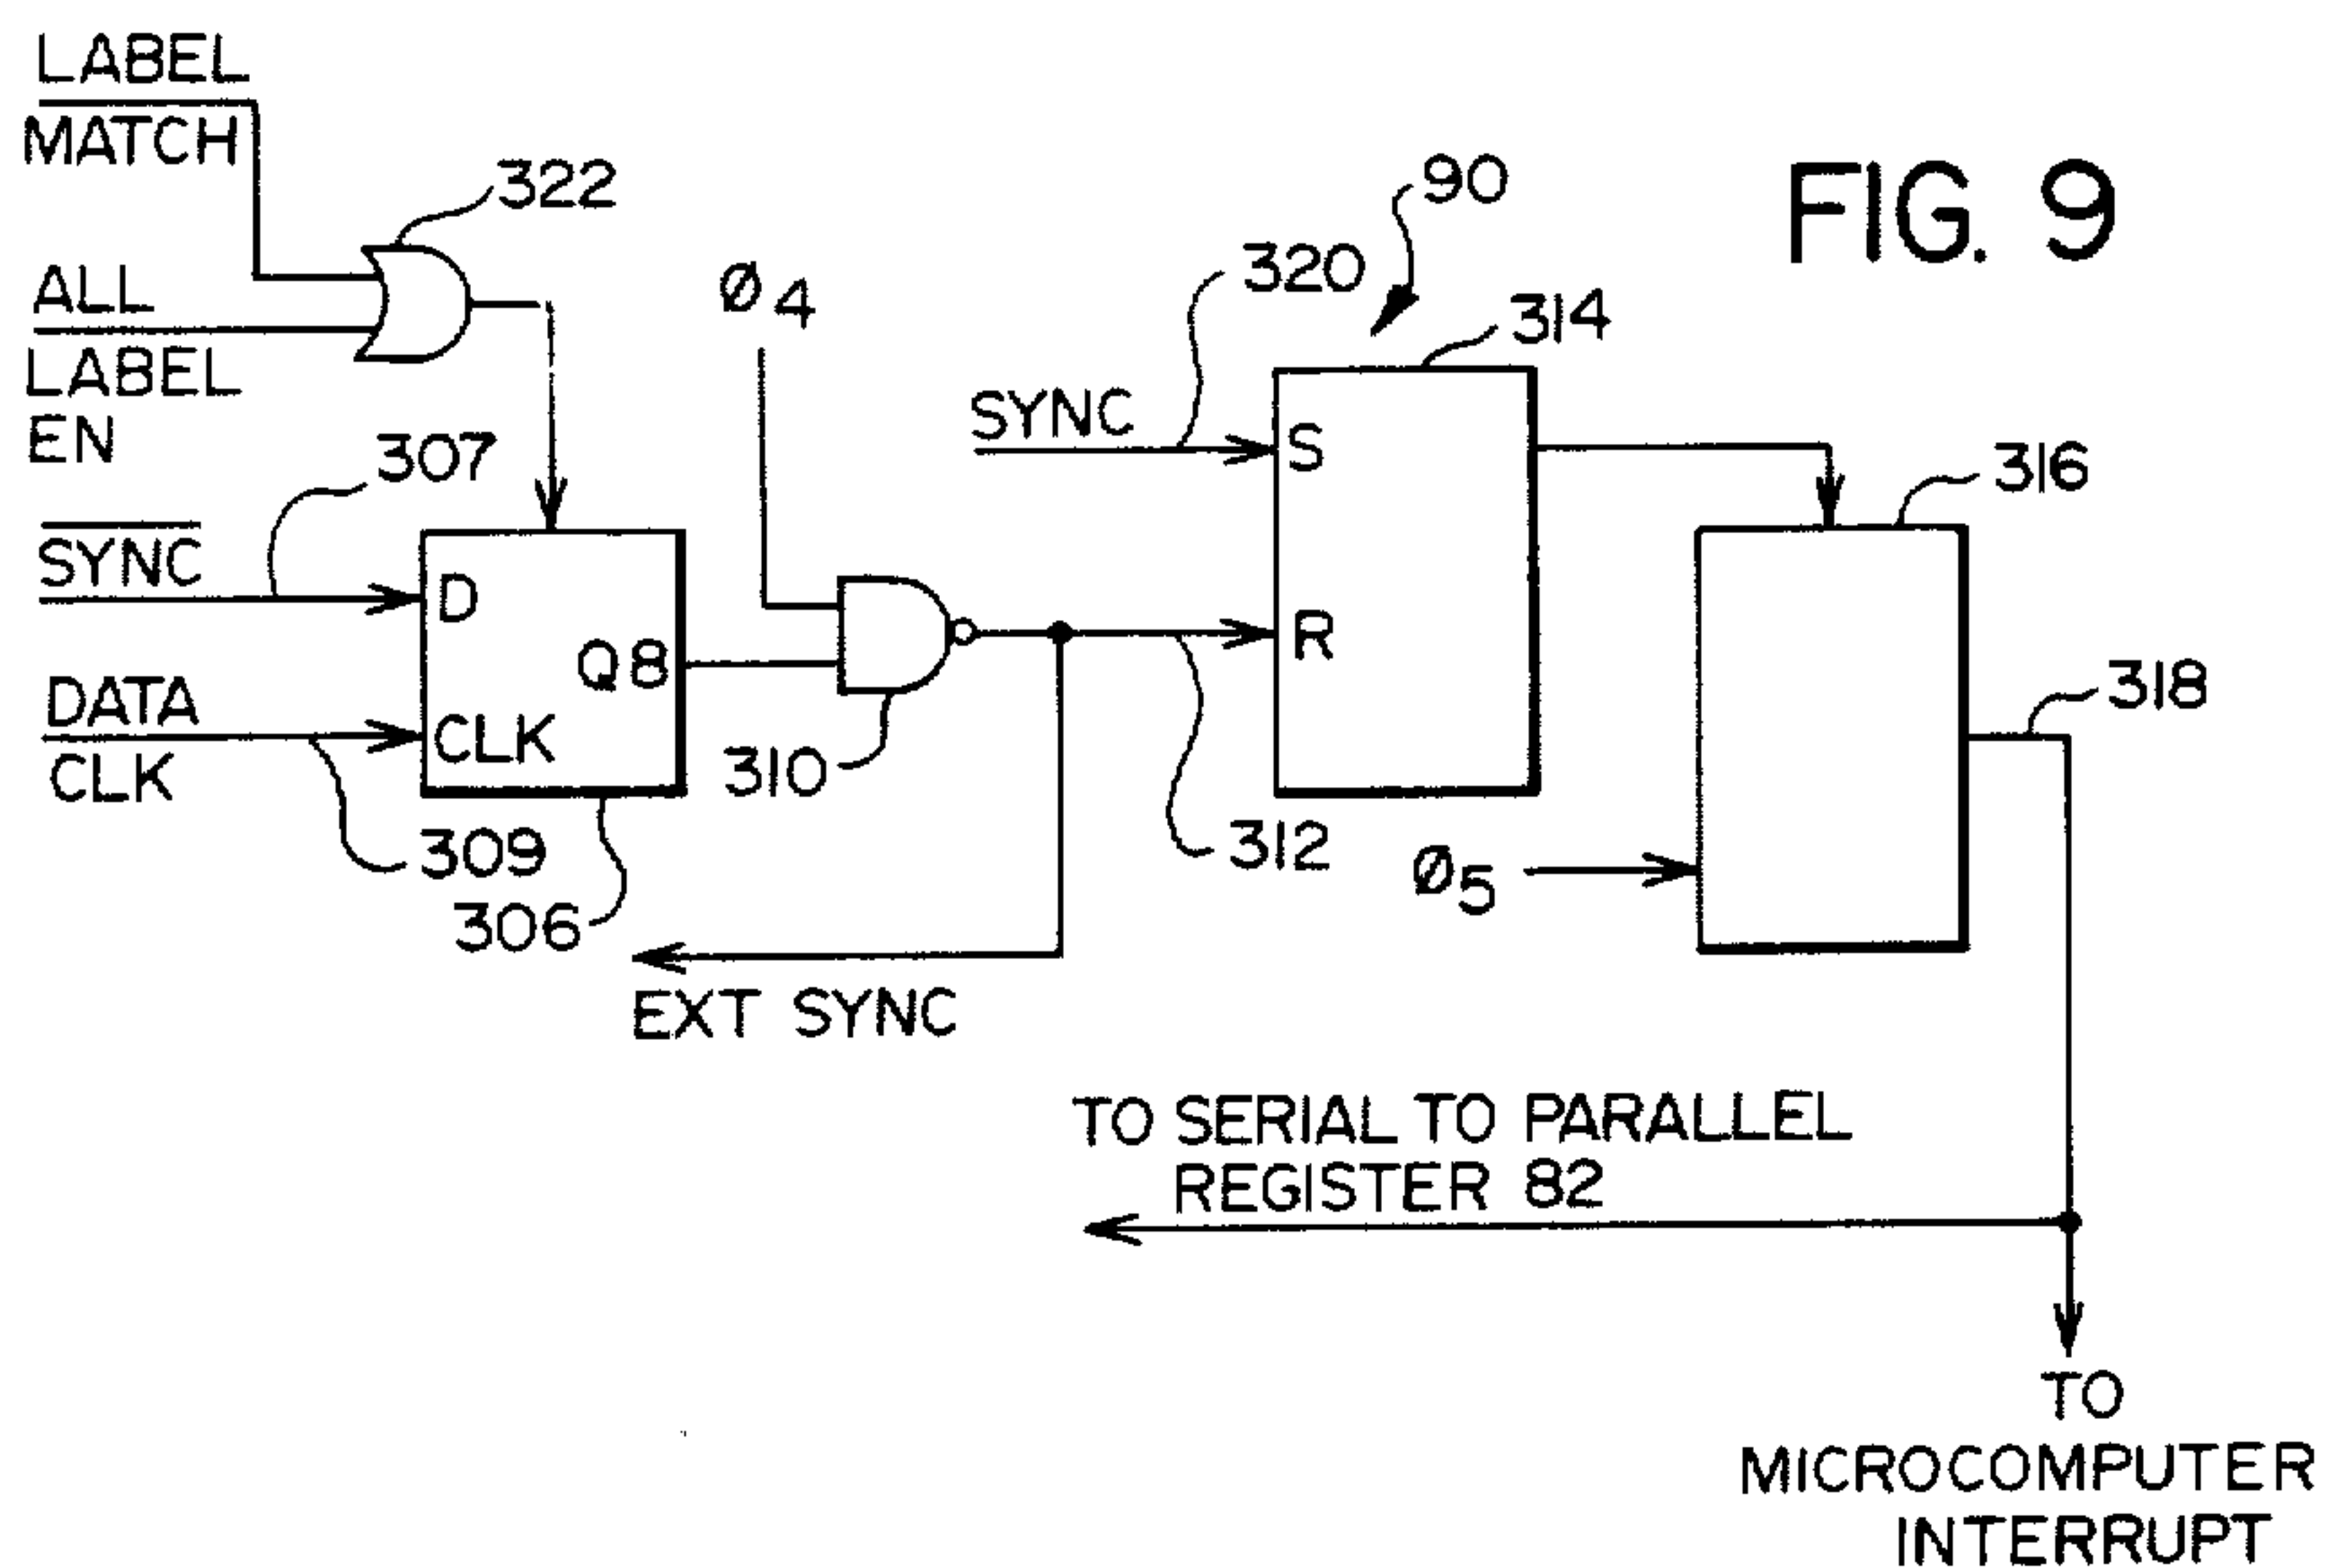 LABEL
MATCH
322
ALL
LABEL
EN
Ø4
90
FIG. 9
320
314
SYNC
S
316
307
SYNC
D
Q8
R
318
DATA
CLK
CLK
310
309
312
Ø5
306
EXT SYNC
TO SERIAL TO PARALLEL
REGISTER 82
TO
MICROCOMPUTER
INTERRUPT